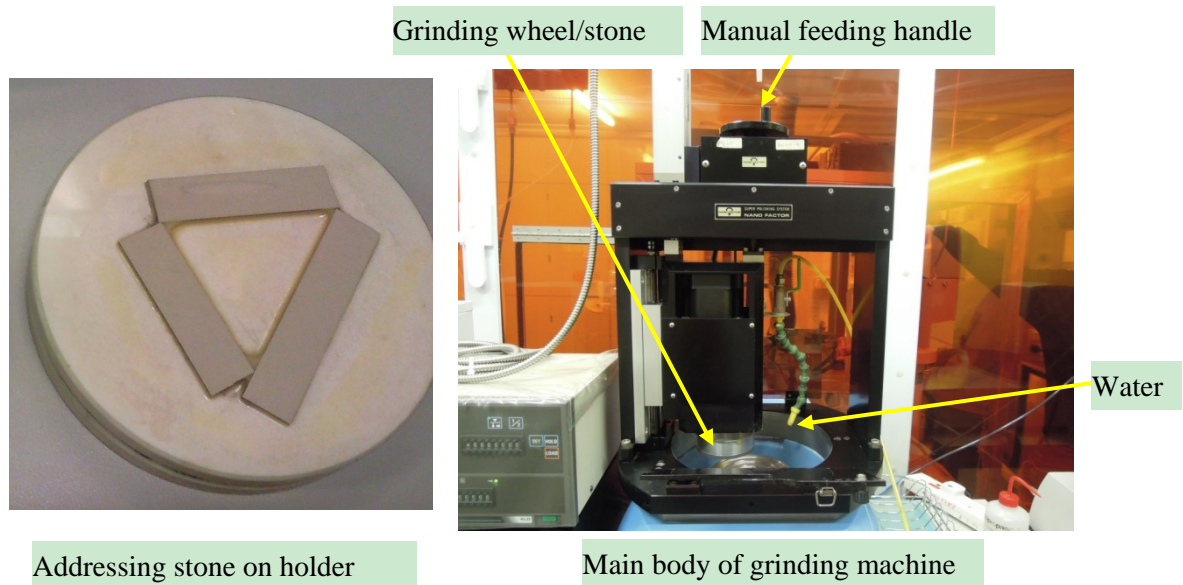 Grinding wheel/stone
Manual feeding handle
SUPER POLISHING SYSTEM
NANO FACTOR
Water
Addressing stone on holder
Main body of grinding machine